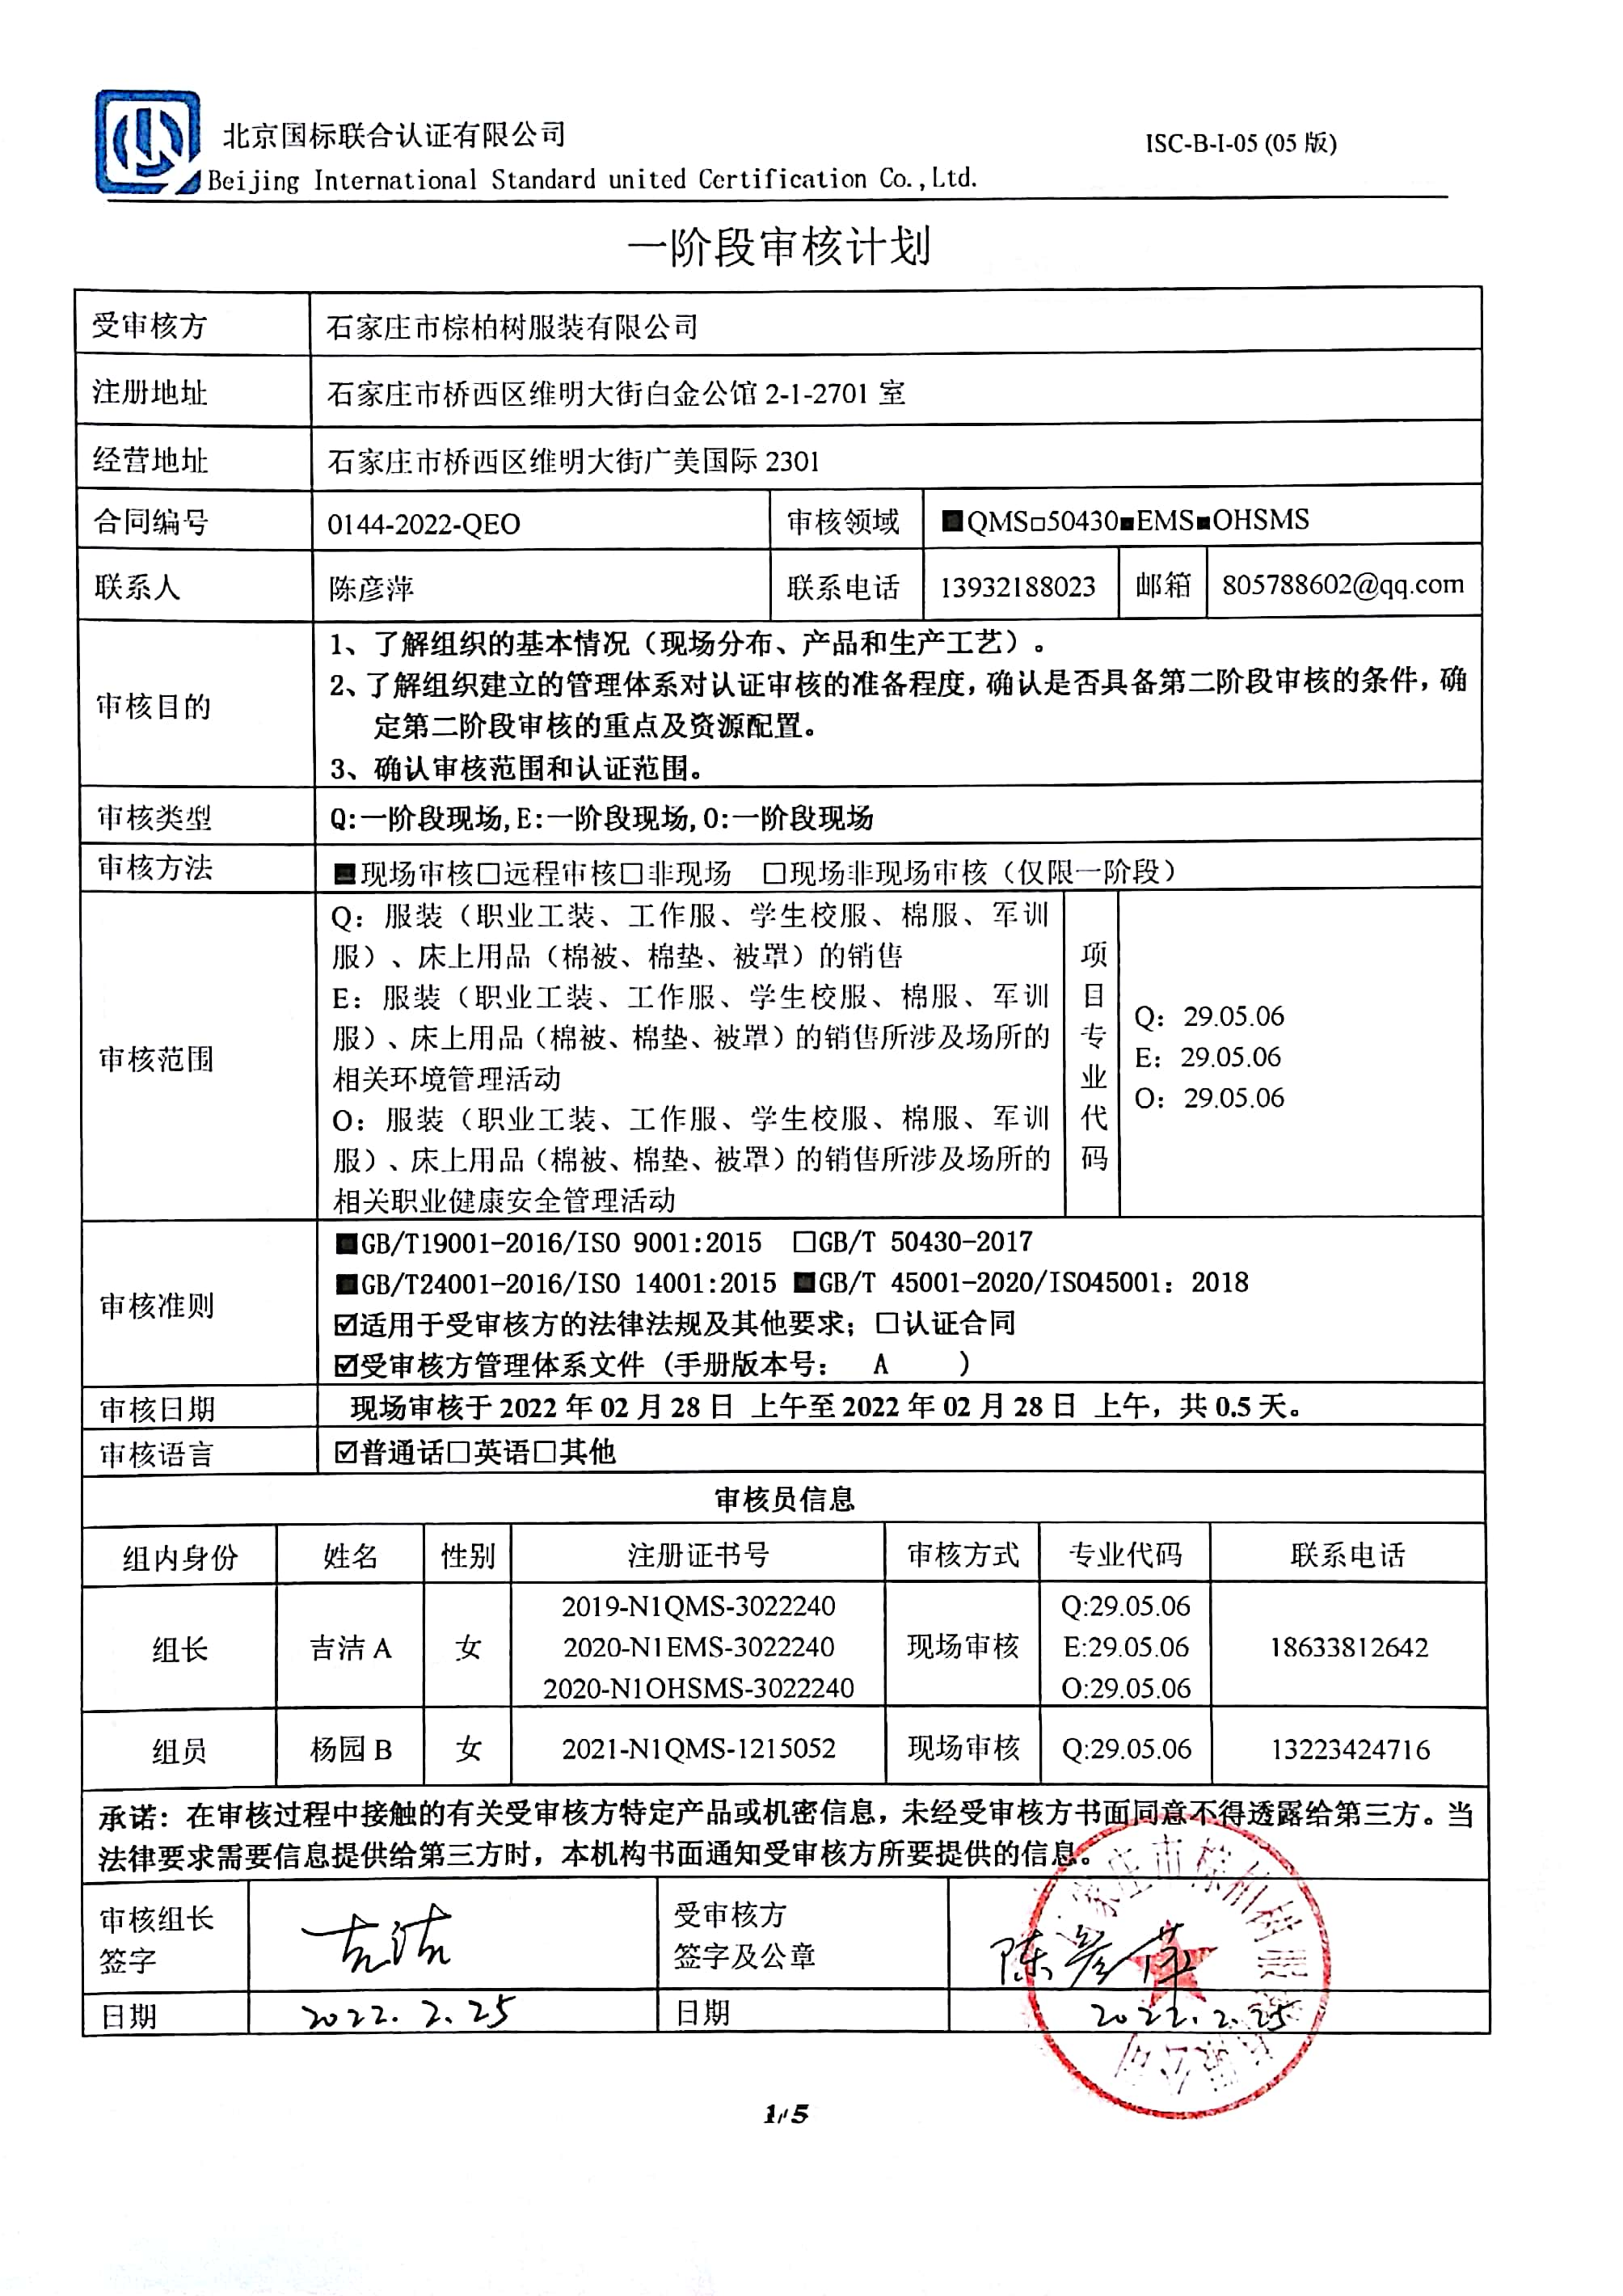 北京国标联合认证有限公司
ISC-B-I-05 (05 版)
Beijing International Standard united Certification Co.,Ltd.
一阶段审核计划
受审核方 石家庄市棕柏树服装有限公司
注册地址 石家庄市桥西区维明大街白金公馆 2-1-2701 室
经营地址 石家庄市桥西区维明大街广美国际 2301
合同编号 0144-2022-QEO 审核领域 ■QMS□50430■EMS■OHSMS
联系人 陈彦萍 联系电话 13932188023 邮箱 805788602@qq.com
审核目的
1、了解组织的基本情况（现场分布、产品和生产工艺）。
2、了解组织建立的管理体系对认证审核的准备程度，确认是否具备第二阶段审核的条件，确
定第二阶段审核的重点及资源配置。
3、确认审核范围和认证范围。
审核类型 Q:一阶段现场,E:一阶段现场,O:一阶段现场
审核方法 ■现场审核□远程审核□非现场 □现场非现场审核（仅限一阶段）
审核范围
Q：服装（职业工装、工作服、学生校服、棉服、军训
服）、床上用品（棉被、棉垫、被罩）的销售
E：服装（职业工装、工作服、学生校服、棉服、军训
服）、床上用品（棉被、棉垫、被罩）的销售所涉及场所的
相关环境管理活动
O：服装（职业工装、工作服、学生校服、棉服、军训
服）、床上用品（棉被、棉垫、被罩）的销售所涉及场所的
相关职业健康安全管理活动
项
目
专
业
代
码
Q：29.05.06
E：29.05.06
O：29.05.06
审核准则
■GB/T19001-2016/ISO 9001:2015 □GB/T 50430-2017
■GB/T24001-2016/ISO 14001:2015 ■GB/T 45001-2020/ISO45001：2018
☑适用于受审核方的法律法规及其他要求；□认证合同
☑受审核方管理体系文件（手册版本号： A ）
审核日期 现场审核于 2022 年 02 月 28 日 上午至 2022 年 02 月 28 日 上午，共 0.5 天。
审核语言 ☑普通话□英语□其他
审核员信息
组内身份 姓名 性别 注册证书号 审核方式 专业代码 联系电话
2019-N1QMS-3022240 Q:29.05.06
组长 吉洁 A 女 2020-N1EMS-3022240 现场审核 E:29.05.06 18633812642
2020-N1OHSMS-3022240 O:29.05.06
组员 杨园 B 女 2021-N1QMS-1215052 现场审核 Q:29.05.06 13223424716
承诺：在审核过程中接触的有关受审核方特定产品或机密信息，未经受审核方书面同意不得透露给第三方。当
法律要求需要信息提供给第三方时，本机构书面通知受审核方所要提供的信息。
审核组长
签字
吉洁
受审核方
签字及公章
陈彦萍
日期 2022.2.25 日期 2022.2.25
1/5